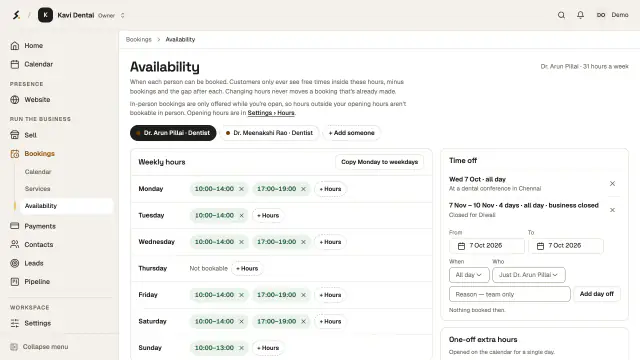 / K Kavi Dental Owner
DO Demo
Home
Calendar
PRESENCE
Website
RUN THE BUSINESS
Sell
Bookings
Calendar
Services
Availability
Payments
Contacts
Leads
Pipeline
WORKSPACE
Settings
Collapse menu
Bookings > Availability
Availability
Dr. Arun Pillai · 31 hours a week
When each person can be booked. Customers only ever see free times inside these hours, minus
bookings and the gap after each. Changing hours never moves a booking that's already made.
In-person bookings are only offered while you're open, so hours outside your opening hours aren't
bookable in person. Opening hours are in Settings › Hours.
Dr. Arun Pillai · Dentist
Dr. Meenakshi Rao · Dentist
+ Add someone
Weekly hours
Copy Monday to weekdays
Monday 10:00–14:00 × 17:00–19:00 × + Hours
Tuesday 10:00–14:00 × + Hours
Wednesday 10:00–14:00 × 17:00–19:00 × + Hours
Thursday Not bookable + Hours
Friday 10:00–14:00 × 17:00–19:00 × + Hours
Saturday 10:00–14:00 × 17:00–19:00 × + Hours
Sunday 10:00–13:00 × + Hours
Time off
Wed 7 Oct · all day ×
At a dental conference in Chennai
7 Nov – 10 Nov · 4 days · all day · business closed ×
Closed for Diwali
From To
7 Oct 2026 7 Oct 2026
When Who
All day Just Dr. Arun Pillai
Reason — team only Add day off
Nothing booked then.
One-off extra hours
Opened on the calendar for a single day.